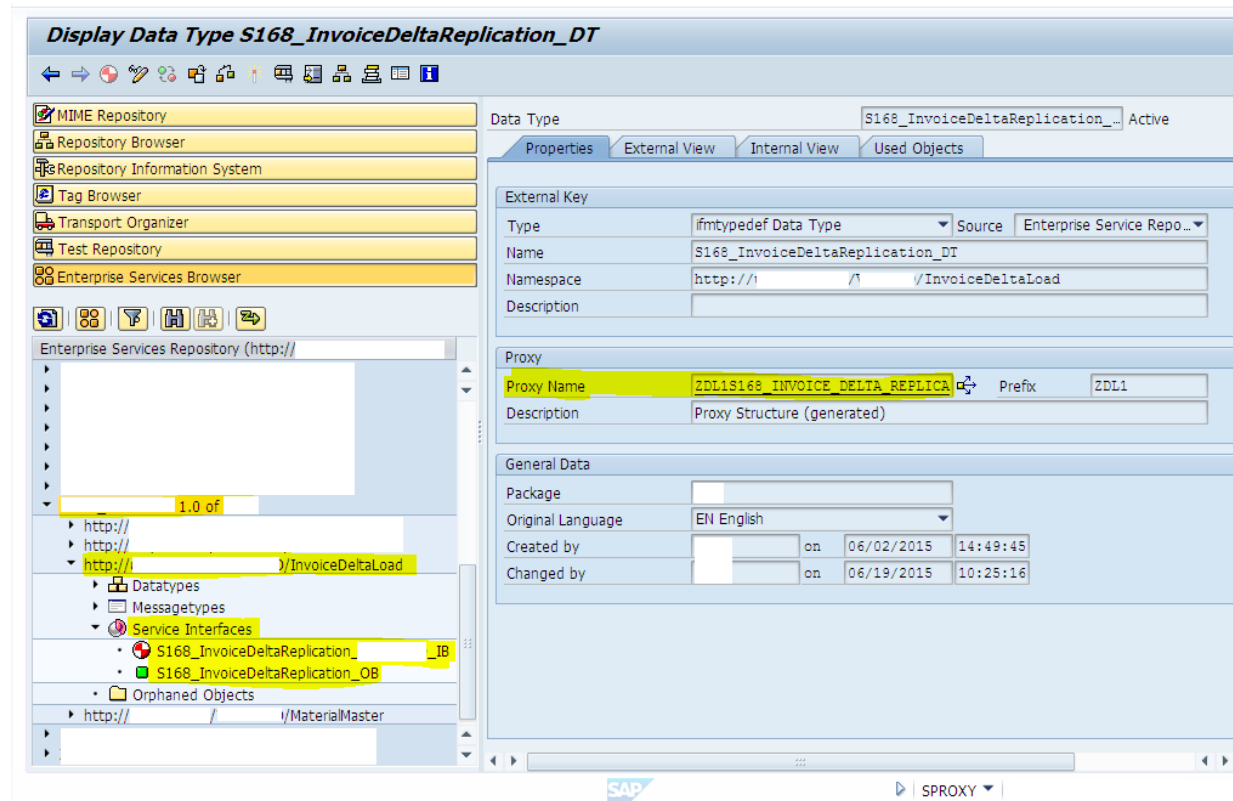 Display Data Type S168_InvoiceDeltaReplication_DT
MIME Repository
Repository Browser
Repository Information System
Tag Browser
Transport Organizer
Test Repository
Enterprise Services Browser
Enterprise Services Repository (http://
1.0 of
http://
http://
http:// )/InvoiceDeltaLoad
Datatypes
Messagetypes
Service Interfaces
S168_InvoiceDeltaReplication_ _IB
S168_InvoiceDeltaReplication_OB
Orphaned Objects
http:// / /MaterialMaster
Data Type S168_InvoiceDeltaReplication_… Active
Properties External View Internal View Used Objects
External Key
Type ifmtypedef Data Type Source Enterprise Service Repo…
Name S168_InvoiceDeltaReplication_DT
Namespace http:// / /InvoiceDeltaLoad
Description
Proxy
Proxy Name ZDL1S168_INVOICE_DELTA_REPLICA Prefix ZDL1
Description Proxy Structure (generated)
General Data
Package
Original Language EN English
Created by on 06/02/2015 14:49:45
Changed by on 06/19/2015 10:25:16
SAP SPROXY